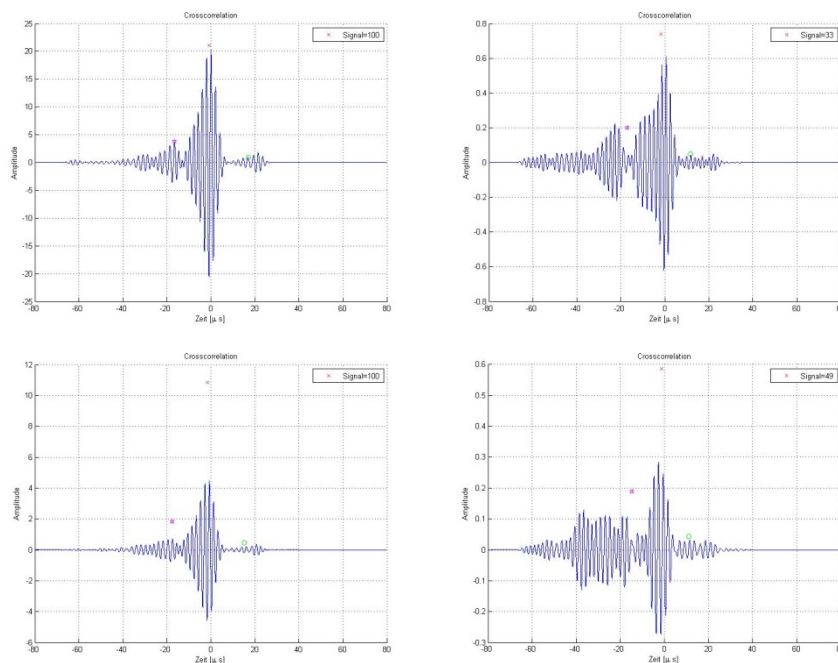 Crosscorrelation
Signal=100
Amplitude
25
20
15
10
5
0
-5
-10
-15
-20
25
-80 -60 -40 -20 0 20 40 60 80
Zeit [μ s]
Crosscorrelation
Signal=33
Amplitude
0.8
0.6
0.4
0.2
0
-0.2
-0.4
-0.6
-0.8
-80 -60 -40 -20 0 20 40 60 80
Zeit [μ s]
Crosscorrelation
Signal=100
Amplitude
12
10
8
6
4
2
0
-2
-4
-6
-80 -60 -40 -20 0 20 40 60 80
Zeit [μ s]
Crosscorrelation
Signal=49
Amplitude
0.6
0.5
0.4
0.3
0.2
0.1
0
-0.1
-0.2
-0.3
-80 -60 -40 -20 0 20 40 60 80
Zeit [μ s]